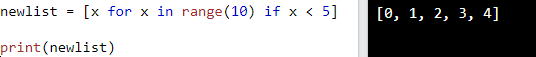 newlist = [x for x in range(10) if x < 5]
print(newlist)
[0, 1, 2, 3, 4]